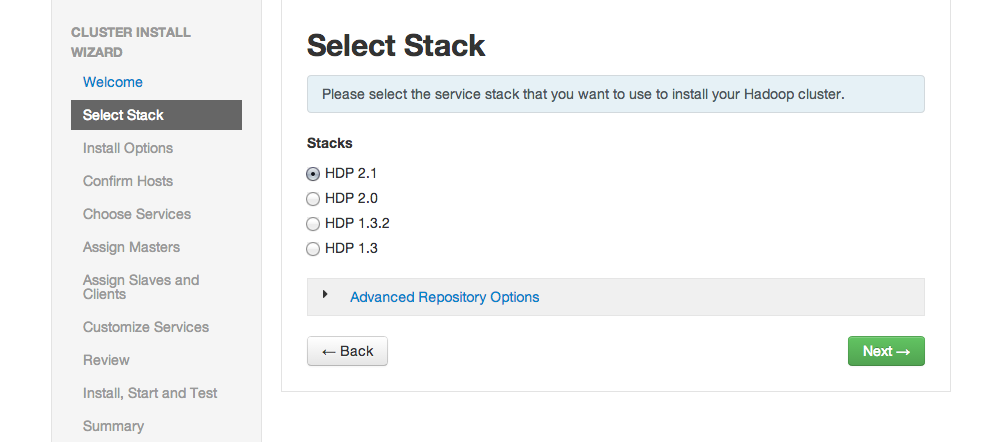 CLUSTER INSTALL
WIZARD
Welcome
Select Stack
Install Options
Confirm Hosts
Choose Services
Assign Masters
Assign Slaves and
Clients
Customize Services
Review
Install, Start and Test
Summary
Select Stack
Please select the service stack that you want to use to install your Hadoop cluster.
Stacks
HDP 2.1
HDP 2.0
HDP 1.3.2
HDP 1.3
Advanced Repository Options
← Back
Next →